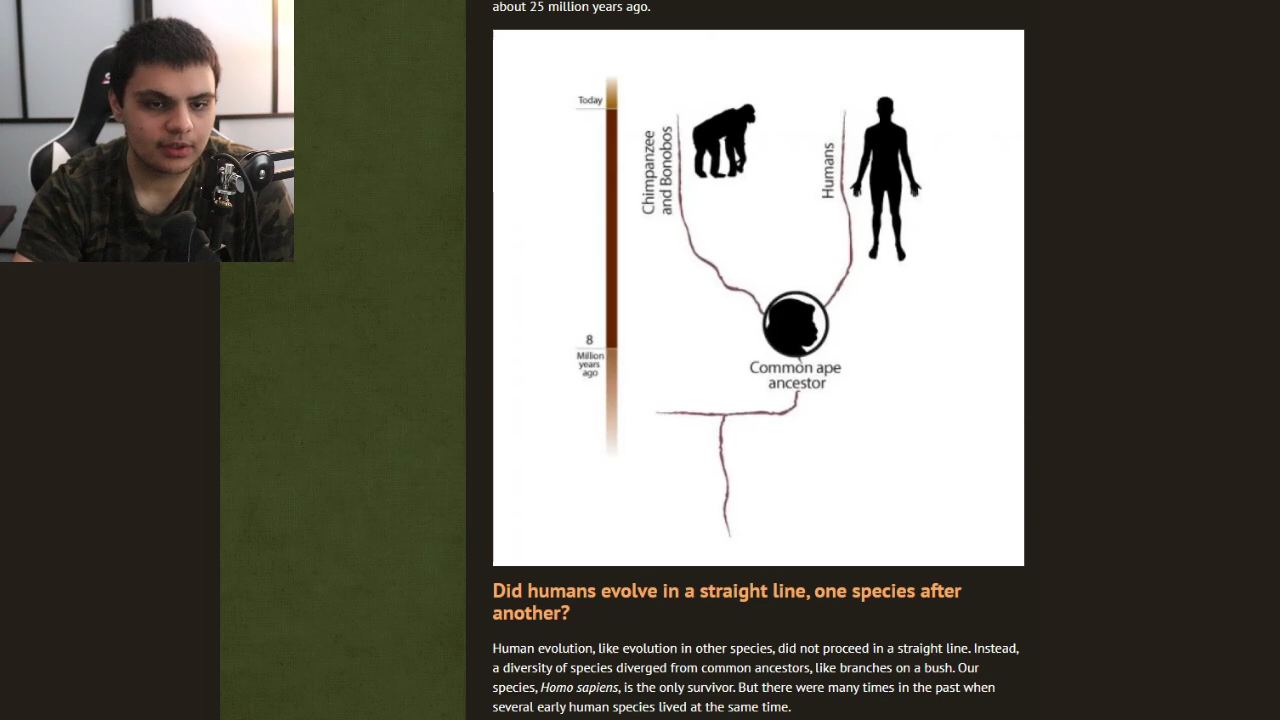 about 25 million years ago.
Today
Chimpanzee
and Bonobos
Humans
8
Million
years
ago
Common ape
ancestor
Did humans evolve in a straight line, one species after
another?
Human evolution, like evolution in other species, did not proceed in a straight line. Instead,
a diversity of species diverged from common ancestors, like branches on a bush. Our
species, Homo sapiens, is the only survivor. But there were many times in the past when
several early human species lived at the same time.